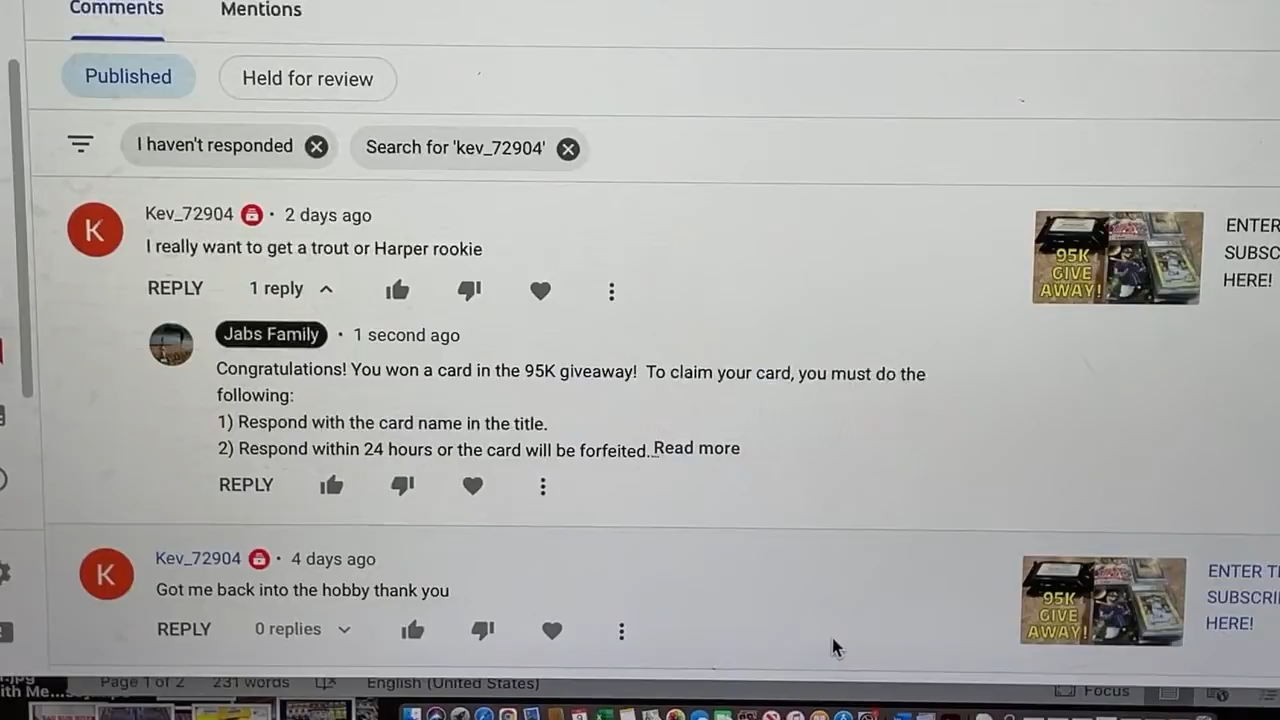 Comments
Mentions
Published
Held for review
I haven't responded
Search for 'kev_72904'
K
Kev_72904 · 2 days ago
I really want to get a trout or Harper rookie
REPLY 1 reply
95K
GIVE
AWAY!
ENTER
SUBSC
HERE!
Jabs Family · 1 second ago
Congratulations! You won a card in the 95K giveaway! To claim your card, you must do the
following:
1) Respond with the card name in the title.
2) Respond within 24 hours or the card will be forfeited... Read more
REPLY
K
Kev_72904 · 4 days ago
Got me back into the hobby thank you
REPLY 0 replies
95K
GIVE
AWAY!
ENTER T
SUBSCRI
HERE!
.jpg
ith Me...
Page 1 of 2 231 words English (United States) Focus